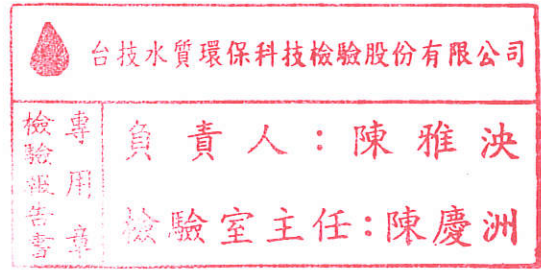 台技水質環保科技檢驗股份有限公司
檢驗報告書
專用章
負責人：陳雅泱
檢驗室主任：陳慶洲